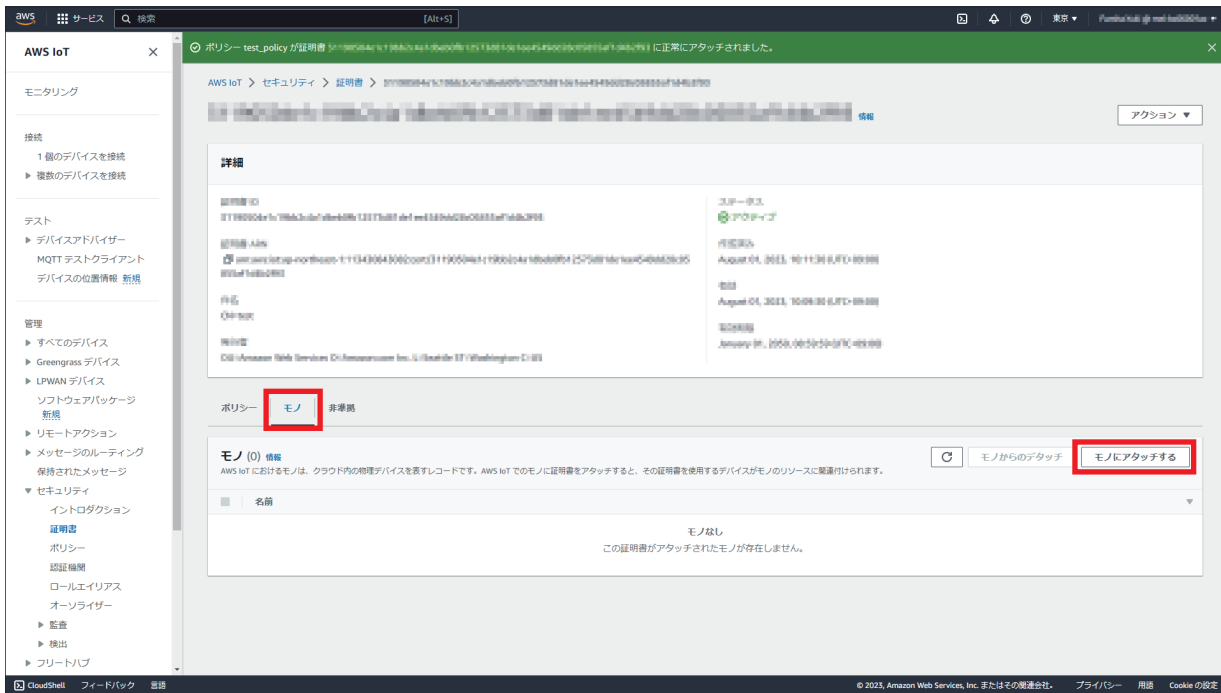 aws サービス 検索 [Alt+S] 東京 ▼
AWS IoT
モニタリング
接続
1 個のデバイスを接続
複数のデバイスを接続
テスト
デバイスアドバイザー
MQTT テストクライアント
デバイスの位置情報 新規
管理
すべてのデバイス
Greengrass デバイス
LPWAN デバイス
ソフトウェアパッケージ
新規
リモートアクション
メッセージのルーティング
保持されたメッセージ
セキュリティ
イントロダクション
証明書
ポリシー
認証機関
ロールエイリアス
オーソライザー
監査
検出
フリートハブ
ポリシー test_policy が証明書 に正常にアタッチされました。
AWS IoT > セキュリティ > 証明書 >
情報
アクション ▼
詳細
ポリシー モノ 非準拠
モノ (0) 情報
AWS IoT におけるモノは、クラウド内の物理デバイスを表すレコードです。AWS IoT でのモノに証明書をアタッチすると、その証明書を使用するデバイスがモノのリソースに関連付けられます。
モノからのデタッチ
モノにアタッチする
名前
モノなし
この証明書がアタッチされたモノが存在しません。
CloudShell フィードバック 言語 © 2023, Amazon Web Services, Inc. またはその関連会社。 プライバシー 用語 Cookie の設定